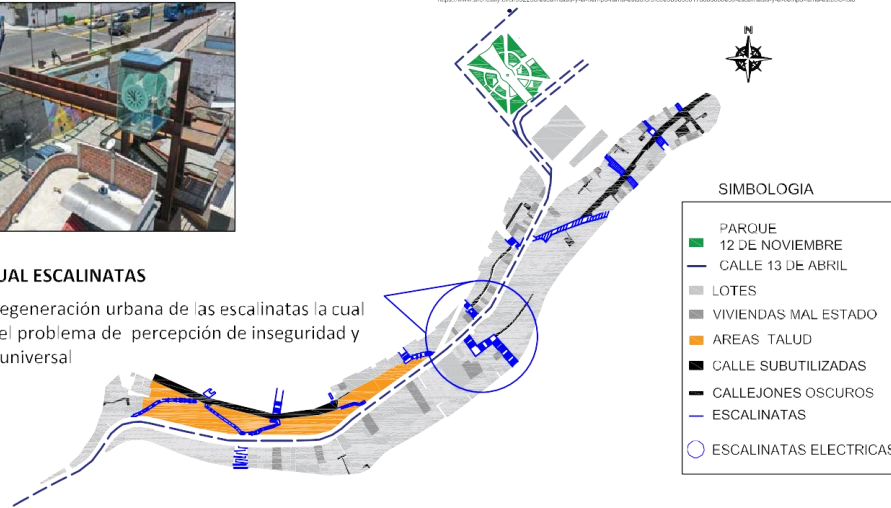 N
SIMBOLOGIA
PARQUE
12 DE NOVIEMBRE
CALLE 13 DE ABRIL
LOTES
VIVIENDAS MAL ESTADO
AREAS TALUD
CALLE SUBUTILIZADAS
CALLEJONES OSCUROS
ESCALINATAS
ESCALINATAS ELECTRICAS
UAL ESCALINATAS
egeneración urbana de las escalinatas la cual
el problema de percepción de inseguridad y
universal